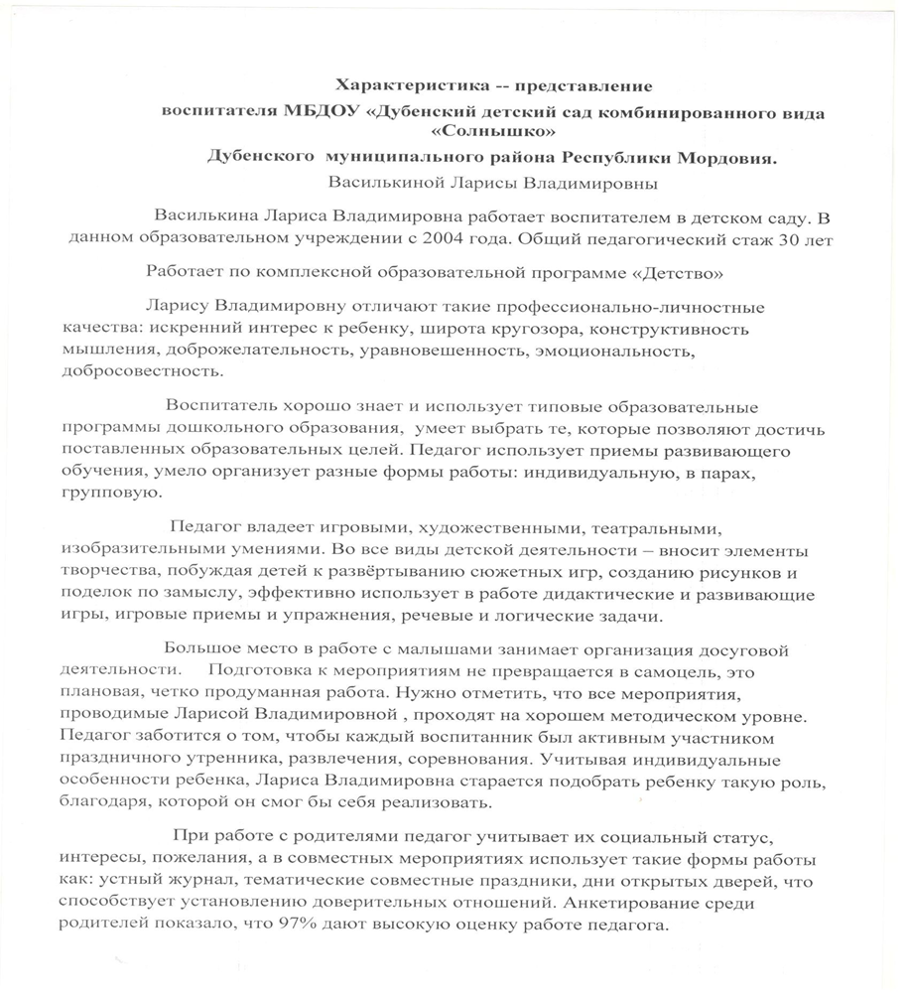 Характеристика -- представление
воспитателя МБДОУ «Дубенский детский сад комбинированного вида
«Солнышко»
Дубенского муниципального района Республики Мордовия.
Василькиной Ларисы Владимировны
Василькина Лариса Владимировна работает воспитателем в детском саду. В
данном образовательном учреждении с 2004 года. Общий педагогический стаж 30 лет
Работает по комплексной образовательной программе «Детство»
Ларису Владимировну отличают такие профессионально-личностные
качества: искренний интерес к ребенку, широта кругозора, конструктивность
мышления, доброжелательность, уравновешенность, эмоциональность,
добросовестность.
Воспитатель хорошо знает и использует типовые образовательные
программы дошкольного образования, умеет выбрать те, которые позволяют достичь
поставленных образовательных целей. Педагог использует приемы развивающего
обучения, умело организует разные формы работы: индивидуальную, в парах,
групповую.
Педагог владеет игровыми, художественными, театральными,
изобразительными умениями. Во все виды детской деятельности – вносит элементы
творчества, побуждая детей к развёртыванию сюжетных игр, созданию рисунков и
поделок по замыслу, эффективно использует в работе дидактические и развивающие
игры, игровые приемы и упражнения, речевые и логические задачи.
Большое место в работе с малышами занимает организация досуговой
деятельности. Подготовка к мероприятиям не превращается в самоцель, это
плановая, четко продуманная работа. Нужно отметить, что все мероприятия,
проводимые Ларисой Владимировной , проходят на хорошем методическом уровне.
Педагог заботится о том, чтобы каждый воспитанник был активным участником
праздничного утренника, развлечения, соревнования. Учитывая индивидуальные
особенности ребенка, Лариса Владимировна старается подобрать ребенку такую роль,
благодаря, которой он смог бы себя реализовать.
При работе с родителями педагог учитывает их социальный статус,
интересы, пожелания, а в совместных мероприятиях использует такие формы работы
как: устный журнал, тематические совместные праздники, дни открытых дверей, что
способствует установлению доверительных отношений. Анкетирование среди
родителей показало, что 97% дают высокую оценку работе педагога.